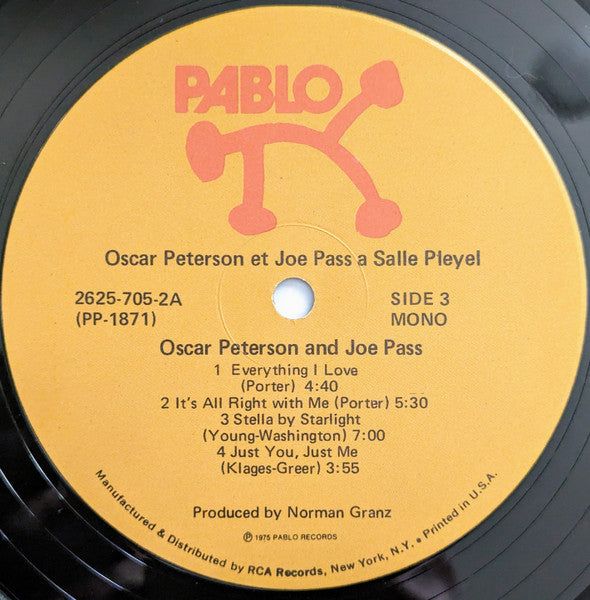 PABLO
Oscar Peterson et Joe Pass a Salle Pleyel
2625-705-2A SIDE 3
(PP-1871) MONO
Oscar Peterson and Joe Pass
1 Everything I Love
(Porter) 4:40
2 It's All Right with Me (Porter) 5:30
3 Stella by Starlight
(Young-Washington) 7:00
4 Just You, Just Me
(Klages-Greer) 3:55
Produced by Norman Granz
℗ 1975 PABLO RECORDS
Manufactured & Distributed by RCA Records, New York, N.Y. • Printed in U.S.A.